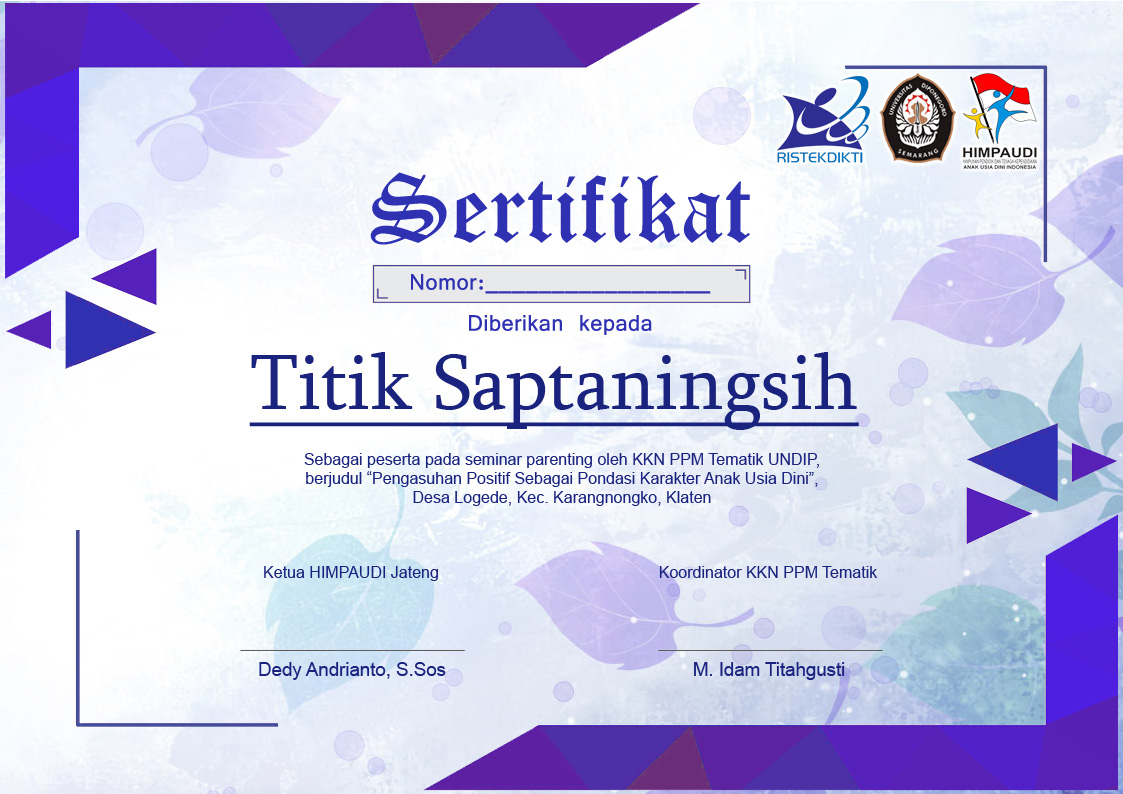 RISTEKDIKTI
UNIVERSITAS DIPONEGORO
SEMARANG
HIMPAUDI
HIMPUNAN PENDIDIK DAN TENAGA KEPENDIDIKAN
ANAK USIA DINI INDONESIA
Sertifikat
Nomor:_________________
Diberikan kepada
Titik Saptaningsih
Sebagai peserta pada seminar parenting oleh KKN PPM Tematik UNDIP,
berjudul “Pengasuhan Positif Sebagai Pondasi Karakter Anak Usia Dini”,
Desa Logede, Kec. Karangnongko, Klaten
Ketua HIMPAUDI Jateng
Koordinator KKN PPM Tematik
Dedy Andrianto, S.Sos
M. Idam Titahgusti